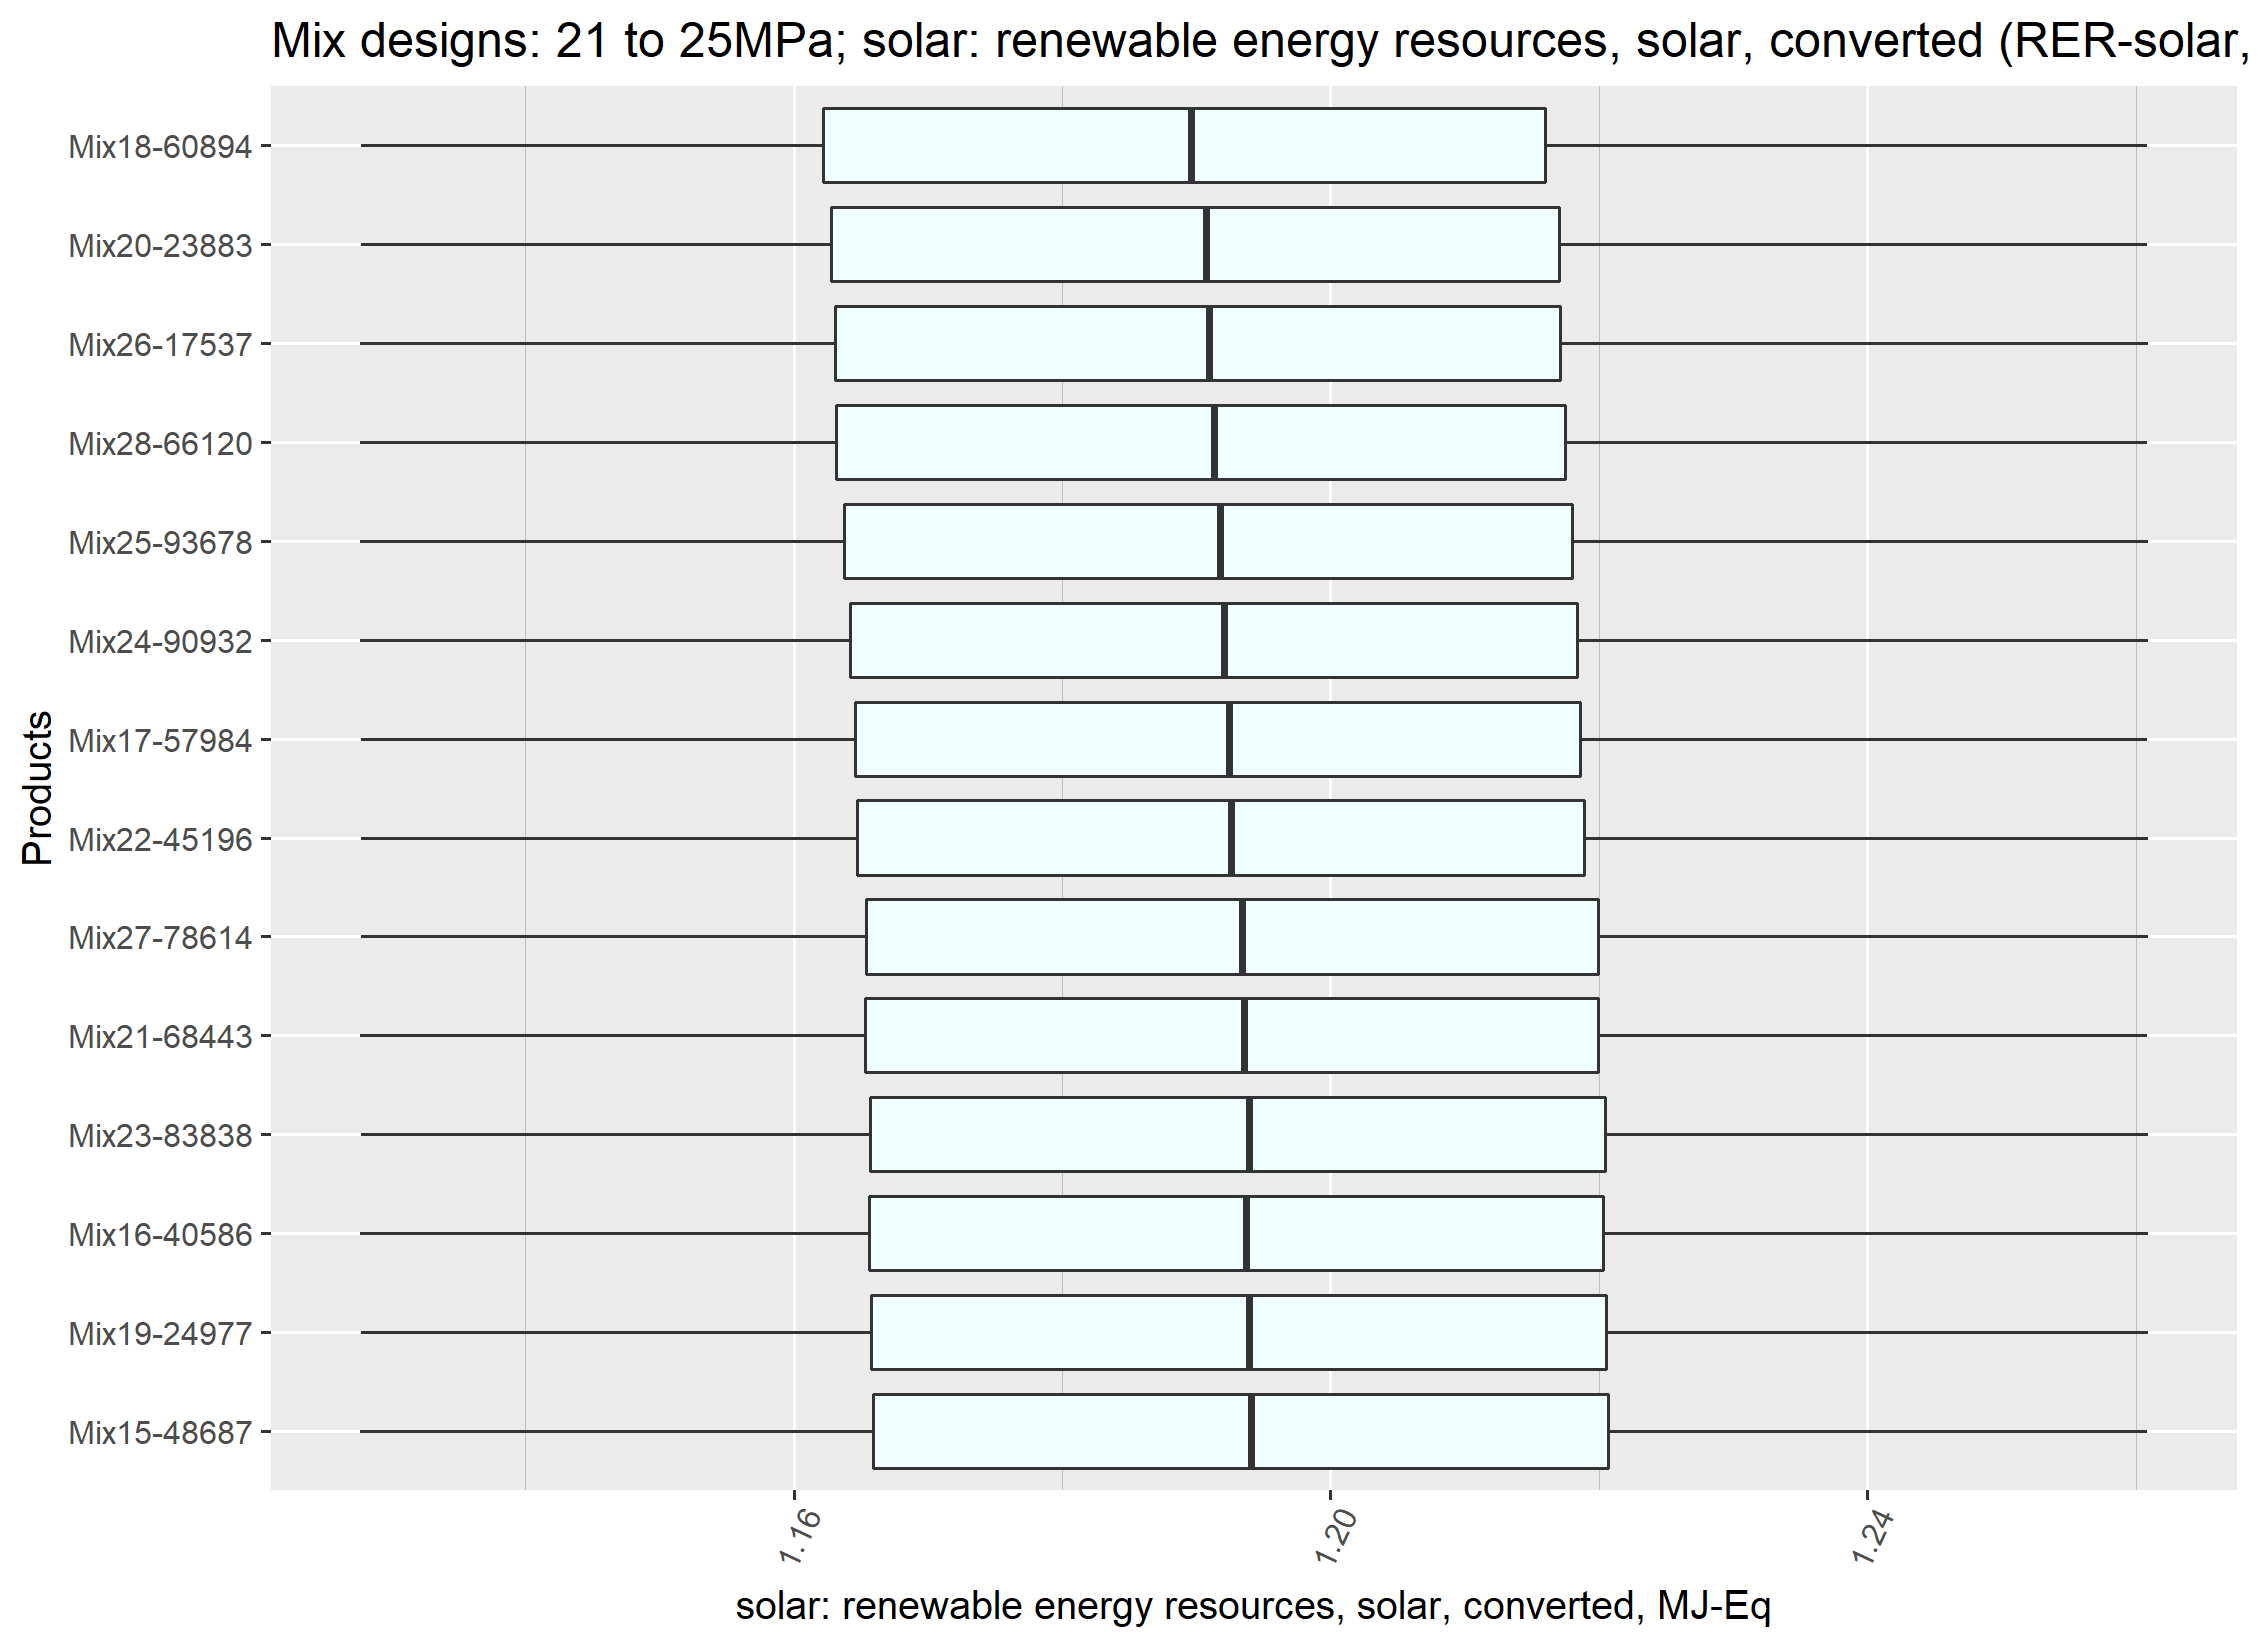 Mix designs: 21 to 25MPa; solar: renewable energy resources, solar, converted (RER-solar,
Products
Mix18-60894
Mix20-23883
Mix26-17537
Mix28-66120
Mix25-93678
Mix24-90932
Mix17-57984
Mix22-45196
Mix27-78614
Mix21-68443
Mix23-83838
Mix16-40586
Mix19-24977
Mix15-48687
1.16
1.20
1.24
solar: renewable energy resources, solar, converted, MJ-Eq